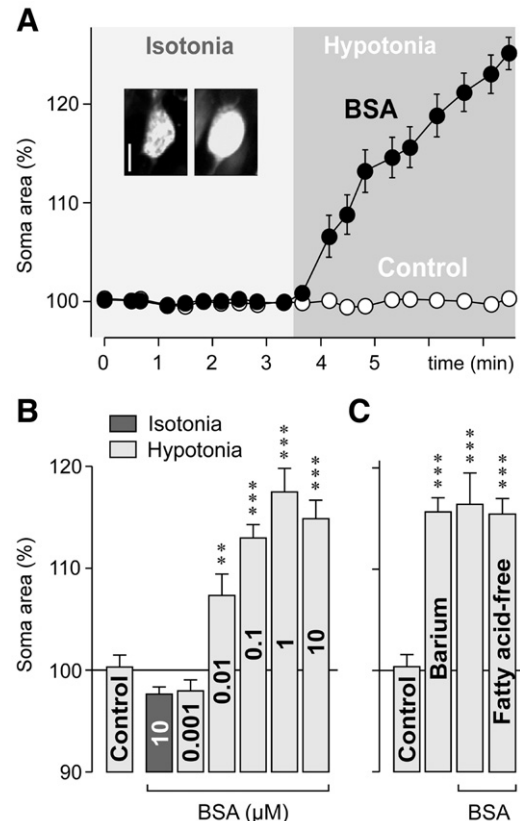 A
Isotonia
Hypotonia
BSA
Control
Soma area (%)
120
110
100
0 1 2 3 4 5 time (min)
B
Isotonia
Hypotonia
Soma area (%)
120
110
100
90
Control
10
0.001
**
0.01
***
0.1
***
1
***
10
BSA (µM)
C
Control
***
Barium
***
***
Fatty acid-free
BSA